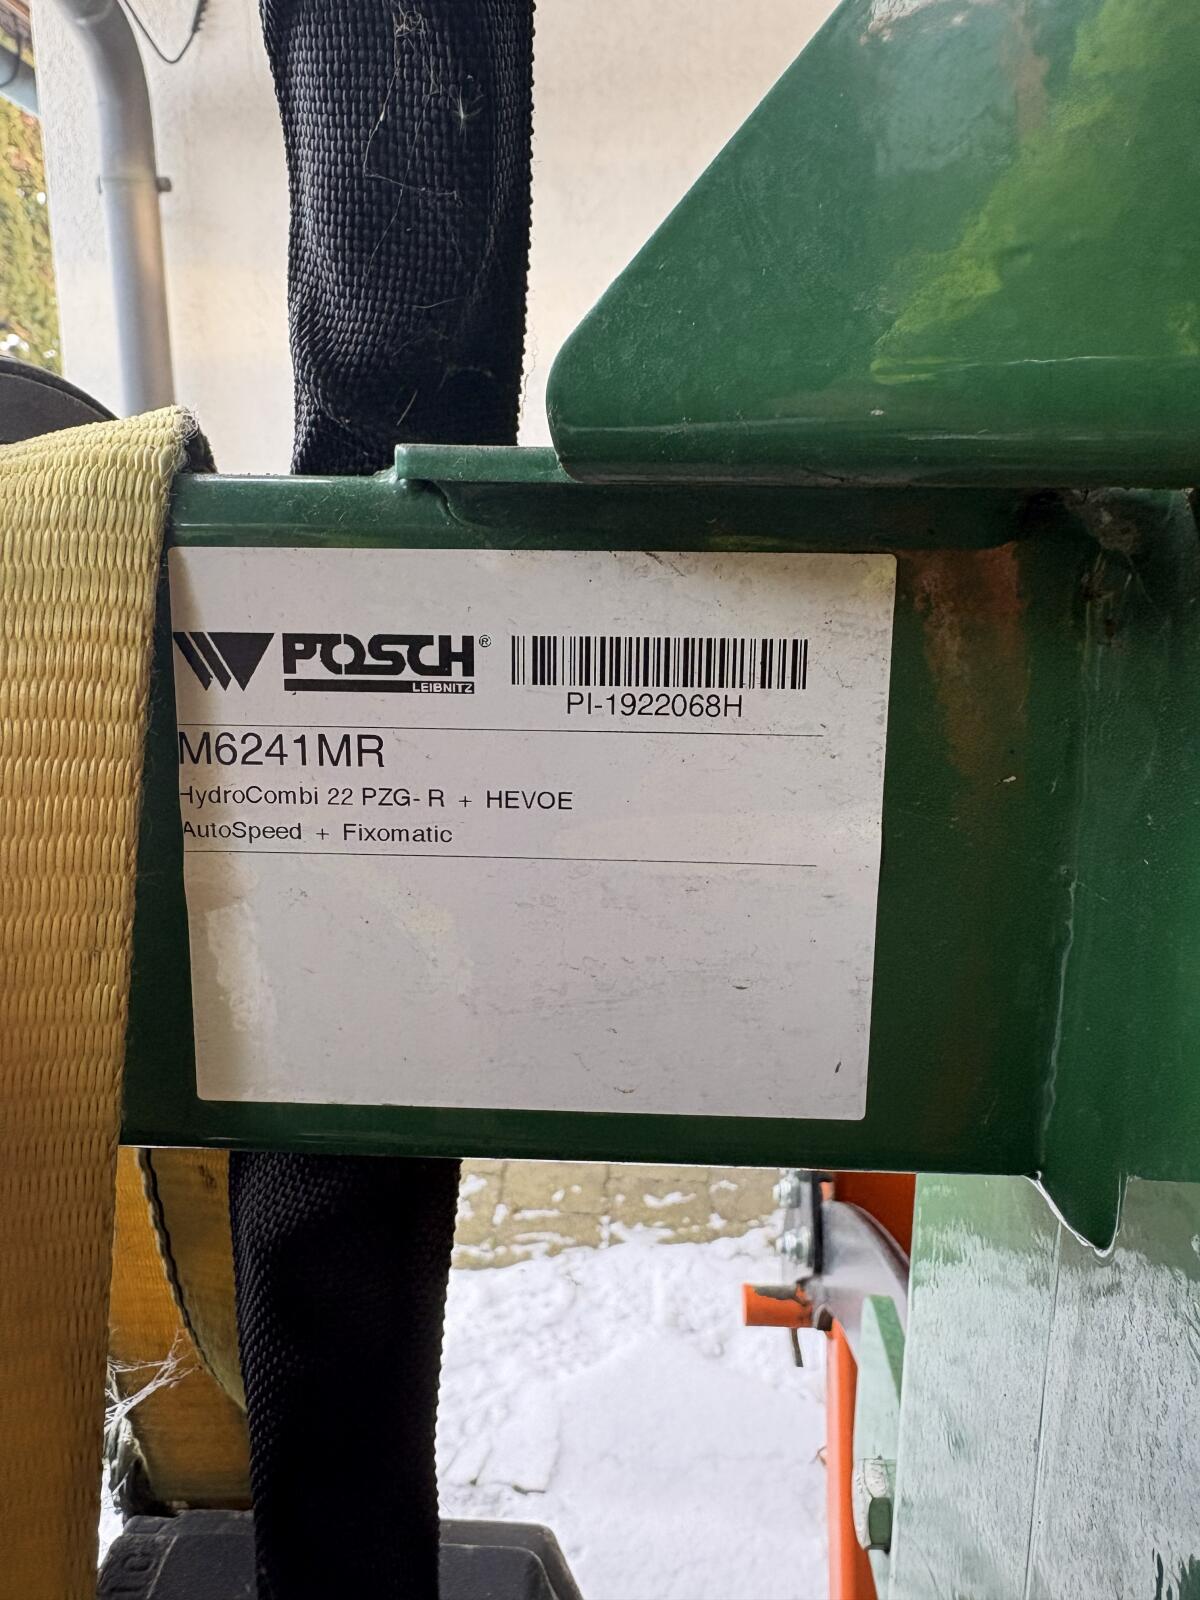 POSCH®
LEIBNITZ
PI-1922068H
M6241MR
HydroCombi 22 PZG-R + HEVOE
AutoSpeed + Fixomatic